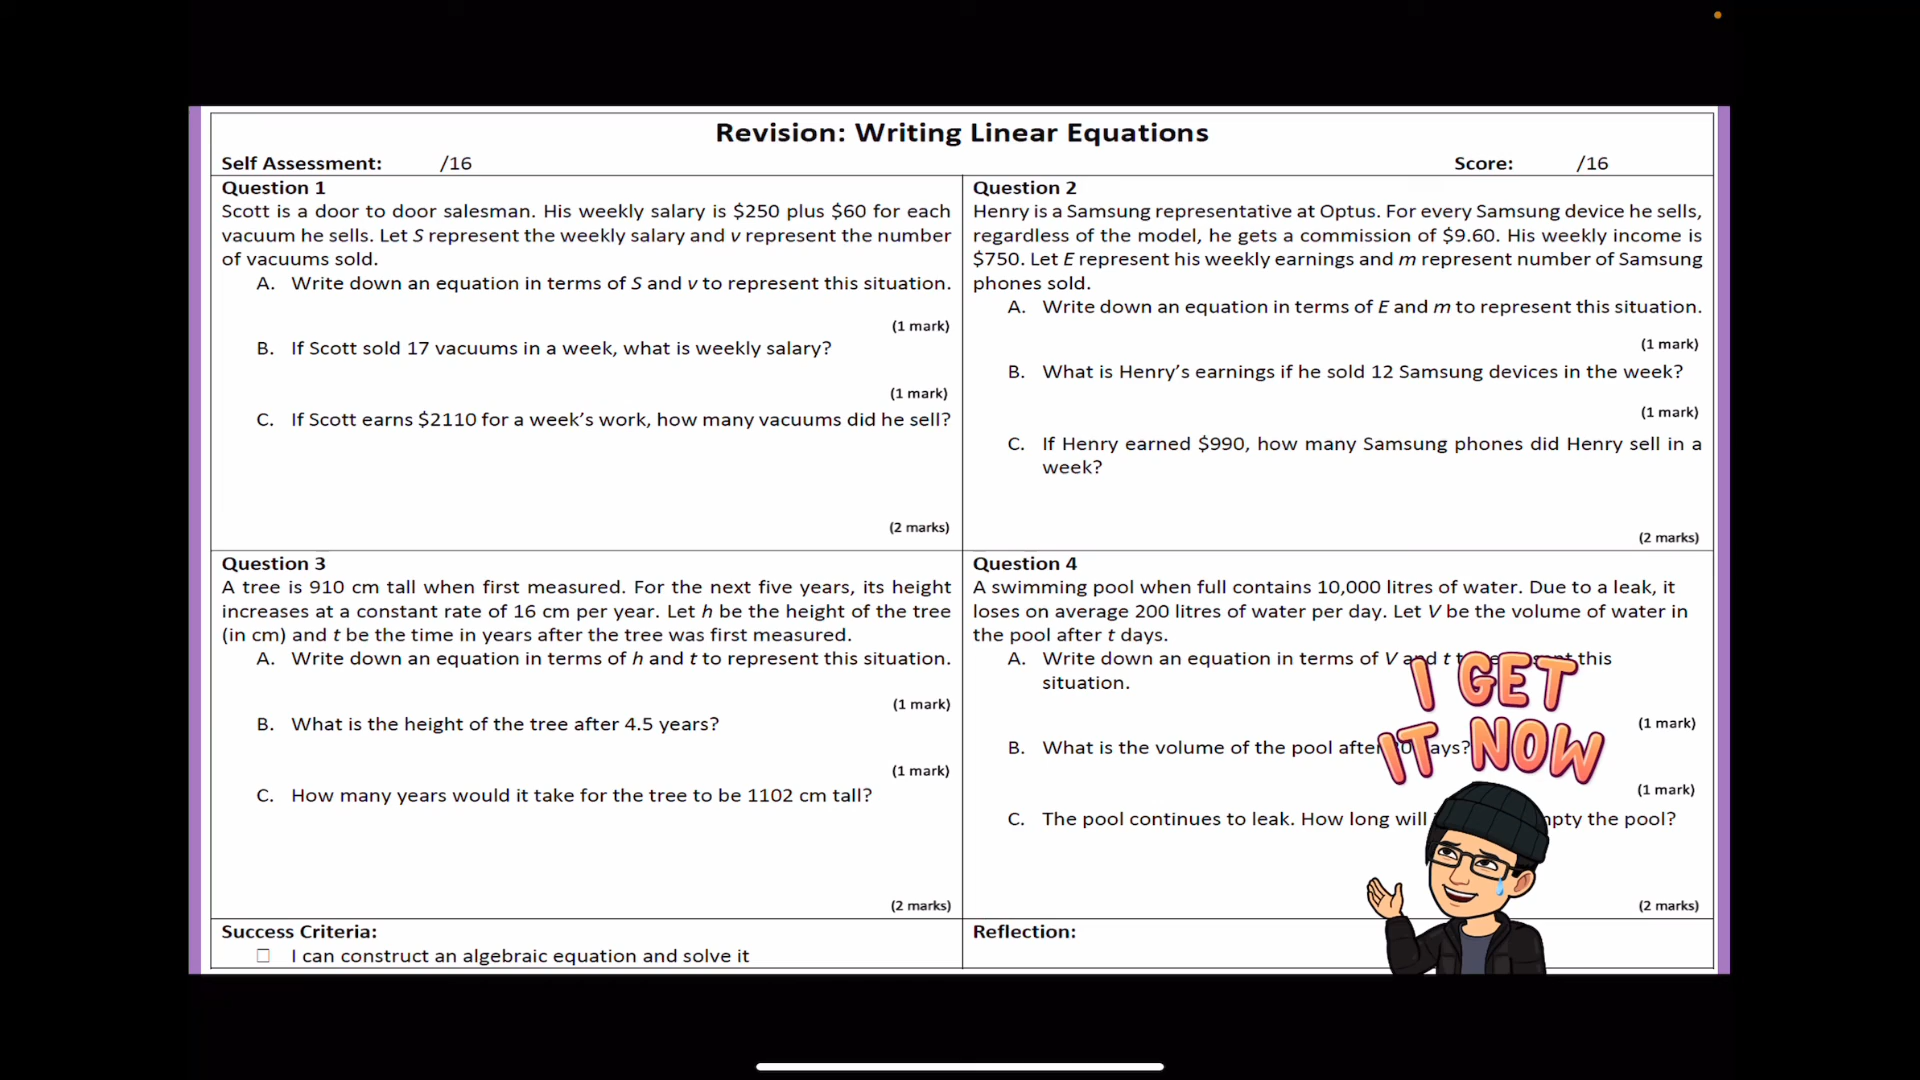 Revision: Writing Linear Equations
Self Assessment: /16
Score: /16
Question 1
Scott is a door to door salesman. His weekly salary is $250 plus $60 for each
vacuum he sells. Let S represent the weekly salary and v represent the number
of vacuums sold.
A. Write down an equation in terms of S and v to represent this situation.
(1 mark)
B. If Scott sold 17 vacuums in a week, what is weekly salary?
(1 mark)
C. If Scott earns $2110 for a week's work, how many vacuums did he sell?
(2 marks)
Question 2
Henry is a Samsung representative at Optus. For every Samsung device he sells,
regardless of the model, he gets a commission of $9.60. His weekly income is
$750. Let E represent his weekly earnings and m represent number of Samsung
phones sold.
A. Write down an equation in terms of E and m to represent this situation.
(1 mark)
B. What is Henry's earnings if he sold 12 Samsung devices in the week?
(1 mark)
C. If Henry earned $990, how many Samsung phones did Henry sell in a
week?
(2 marks)
Question 3
A tree is 910 cm tall when first measured. For the next five years, its height
increases at a constant rate of 16 cm per year. Let h be the height of the tree
(in cm) and t be the time in years after the tree was first measured.
A. Write down an equation in terms of h and t to represent this situation.
(1 mark)
B. What is the height of the tree after 4.5 years?
(1 mark)
C. How many years would it take for the tree to be 1102 cm tall?
(2 marks)
Question 4
A swimming pool when full contains 10,000 litres of water. Due to a leak, it
loses on average 200 litres of water per day. Let V be the volume of water in
the pool after t days.
A. Write down an equation in terms of V and t this
situation.
(1 mark)
B. What is the volume of the pool after
(1 mark)
C. The pool continues to leak. How long will the pool?
(2 marks)
I GET
IT NOW
Success Criteria:
I can construct an algebraic equation and solve it
Reflection: